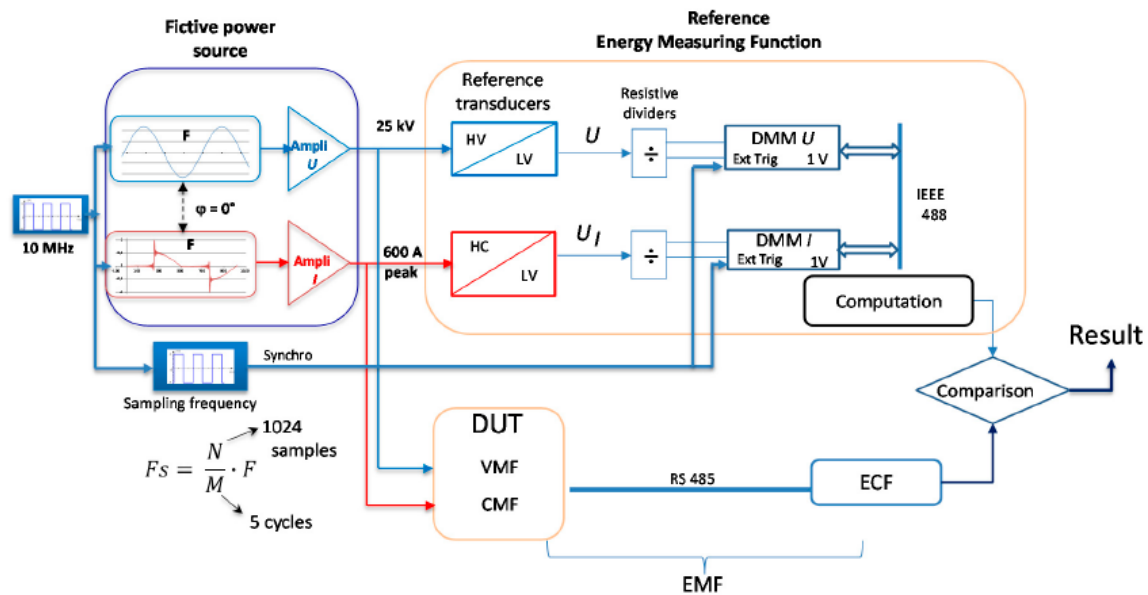 Fictive power
source
Reference
Energy Measuring Function
F
Ampli
U
25 kV
Reference
transducers
HV
LV
U
Resistive
dividers
÷
DMM U
Ext Trig 1 V
IEEE
488
φ = 0°
10 MHz
F
Ampli
I
600 A
peak
HC
LV
U_I
÷
DMM I
Ext Trig 1V
Computation
Synchro
Sampling frequency
Result
Comparison
1024
samples
Fs = N/M · F
5 cycles
DUT
VMF
CMF
RS 485
ECF
EMF